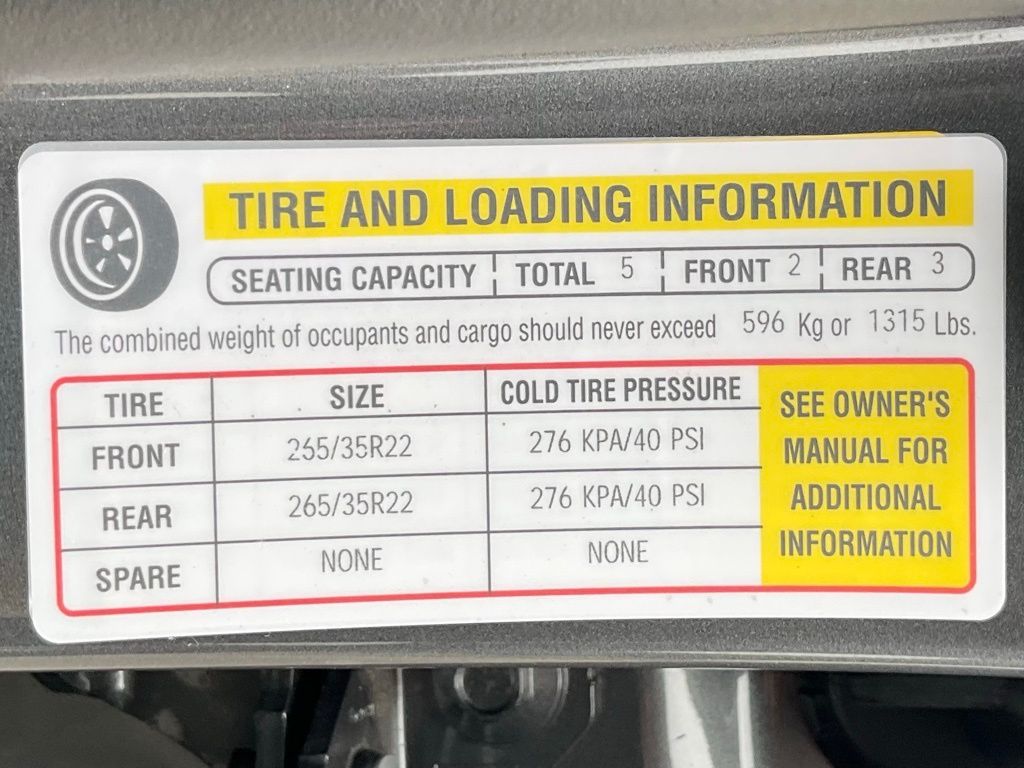 TIRE AND LOADING INFORMATION
SEATING CAPACITY TOTAL 5 FRONT 2 REAR 3
The combined weight of occupants and cargo should never exceed 596 Kg or 1315 Lbs.
TIRE SIZE COLD TIRE PRESSURE
FRONT 265/35R22 276 KPA/40 PSI
REAR 265/35R22 276 KPA/40 PSI
SPARE NONE NONE
SEE OWNER'S
MANUAL FOR
ADDITIONAL
INFORMATION